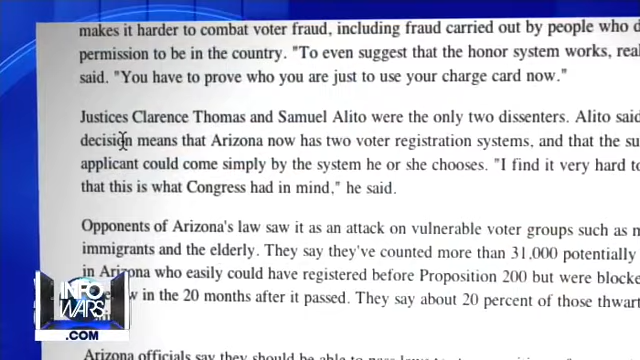 makes it harder to combat voter fraud, including fraud carried out by people who
permission to be in the country. "To even suggest that the honor system works,
said. "You have to prove who you are just to use your charge card now."
Justices Clarence Thomas and Samuel Alito were the only two dissenters. Alito said
decision means that Arizona now has two voter registration systems, and that the
applicant could come simply by the system he or she chooses. "I find it very hard
that this is what Congress had in mind," he said.
Opponents of Arizona's law saw it as an attack on vulnerable voter groups such as
immigrants and the elderly. They say they've counted more than 31,000 potentially
in Arizona who easily could have registered before Proposition 200 but were
in the 20 months after it passed. They say about 20 percent of those
Arizona officials say they should be able to
INFO
WARS
.COM